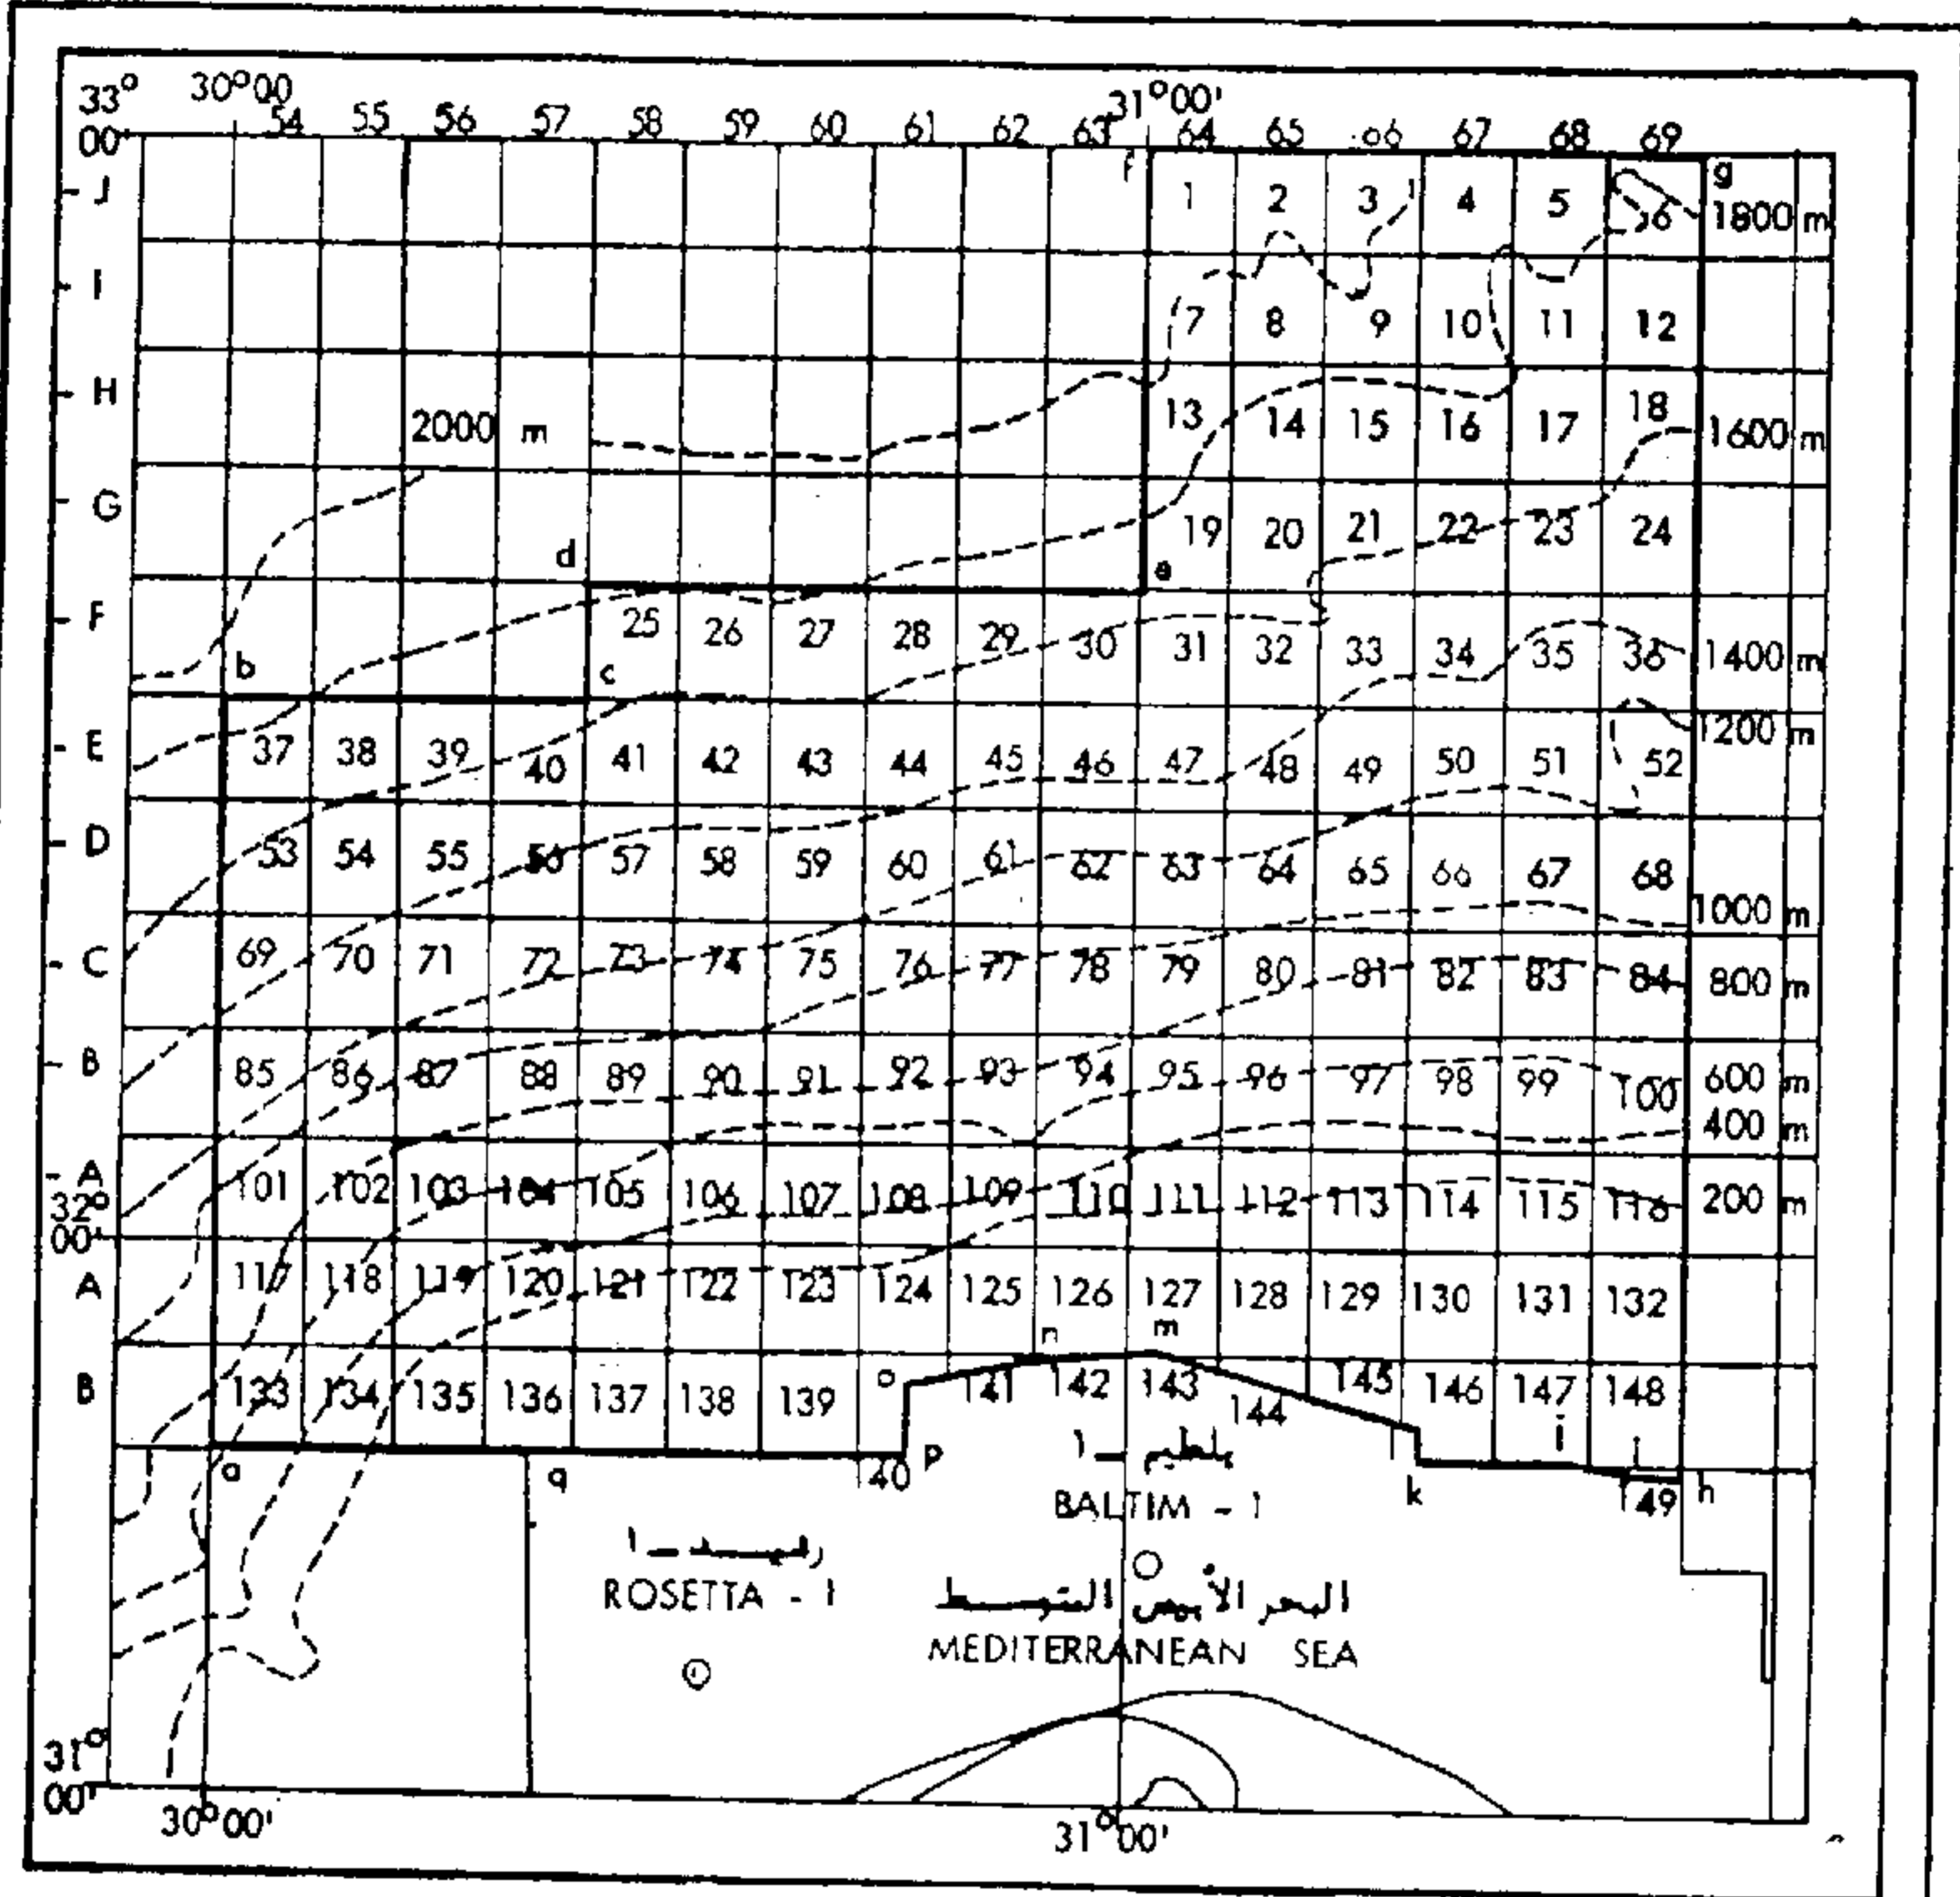 33° 30°00' 31°00'
54 55 56 57 58 59 60 61 62 63 64 65 66 67 68 69
00'
f g
J 1 2 3 4 5 6 1800 m
I 7 8 9 10 11 12
H 2000 m 13 14 15 16 17 18 1600 m
G 19 20 21 22 23 24
d e
F 25 26 27 28 29 30 31 32 33 34 35 36 1400 m
b c
1200 m
E 37 38 39 40 41 42 43 44 45 46 47 48 49 50 51 52
D 53 54 55 56 57 58 59 60 61 62 63 64 65 66 67 68
1000 m
C 69 70 71 72 73 74 75 76 77 78 79 80 81 82 83 84 800 m
B 85 86 87 88 89 90 91 92 93 94 95 96 97 98 99 100 600 m
400 m
A 101 102 103 104 105 106 107 108 109 110 111 112 113 114 115 116 200 m
32°
00'
A 117 118 119 120 121 122 123 124 125 126 127 128 129 130 131 132
n m
B 133 134 135 136 137 138 139 o 141 142 143 144 145 146 147 148
i j
a q 140 p k 149 h
بلطيم - ١
BALTIM - 1
رشيد - ١
ROSETTA - 1
البحر الأبيض المتوسط
MEDITERRANEAN SEA
31°
00'
30°00' 31°00'